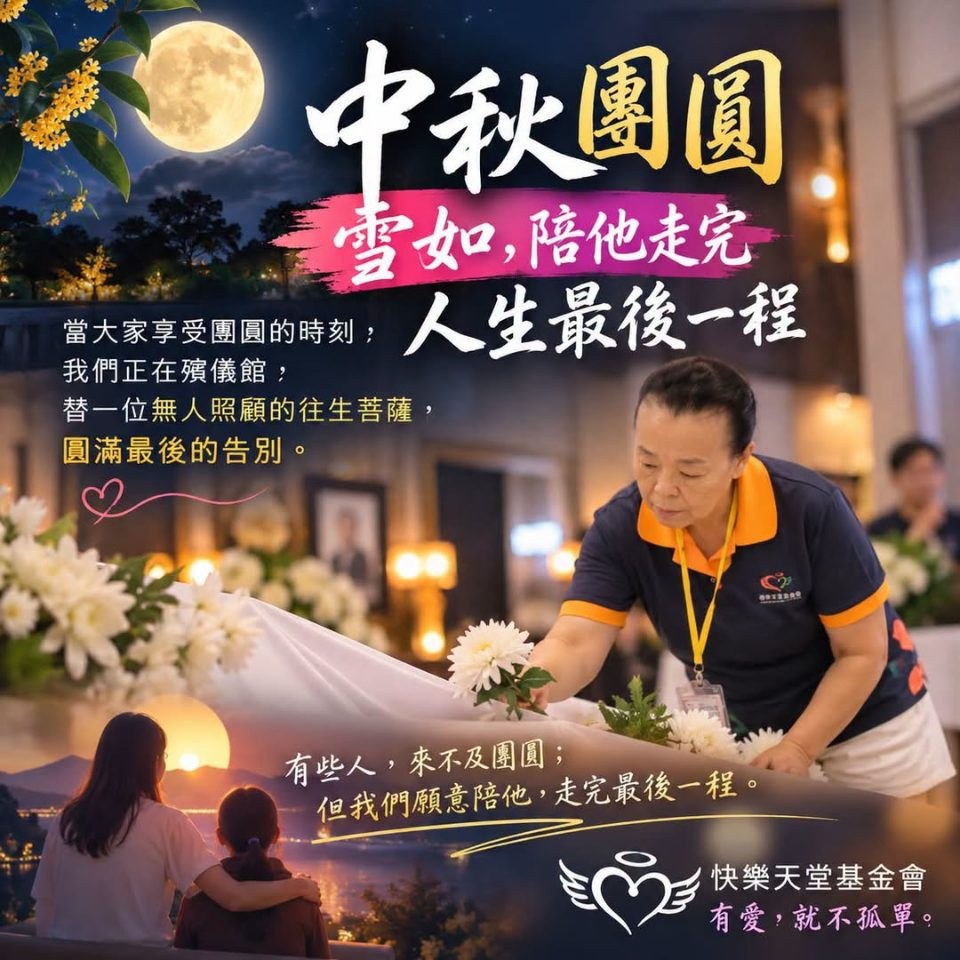 中秋團圓
雪如,陪他走完
人生最後一程
當大家享受團圓的時刻,
我們正在殯儀館,
替一位無人照顧的往生菩薩,
圓滿最後的告別。
有些人,來不及團圓;
但我們願意陪他,走完最後一程。
快樂天堂基金會
有愛,就不孤單。